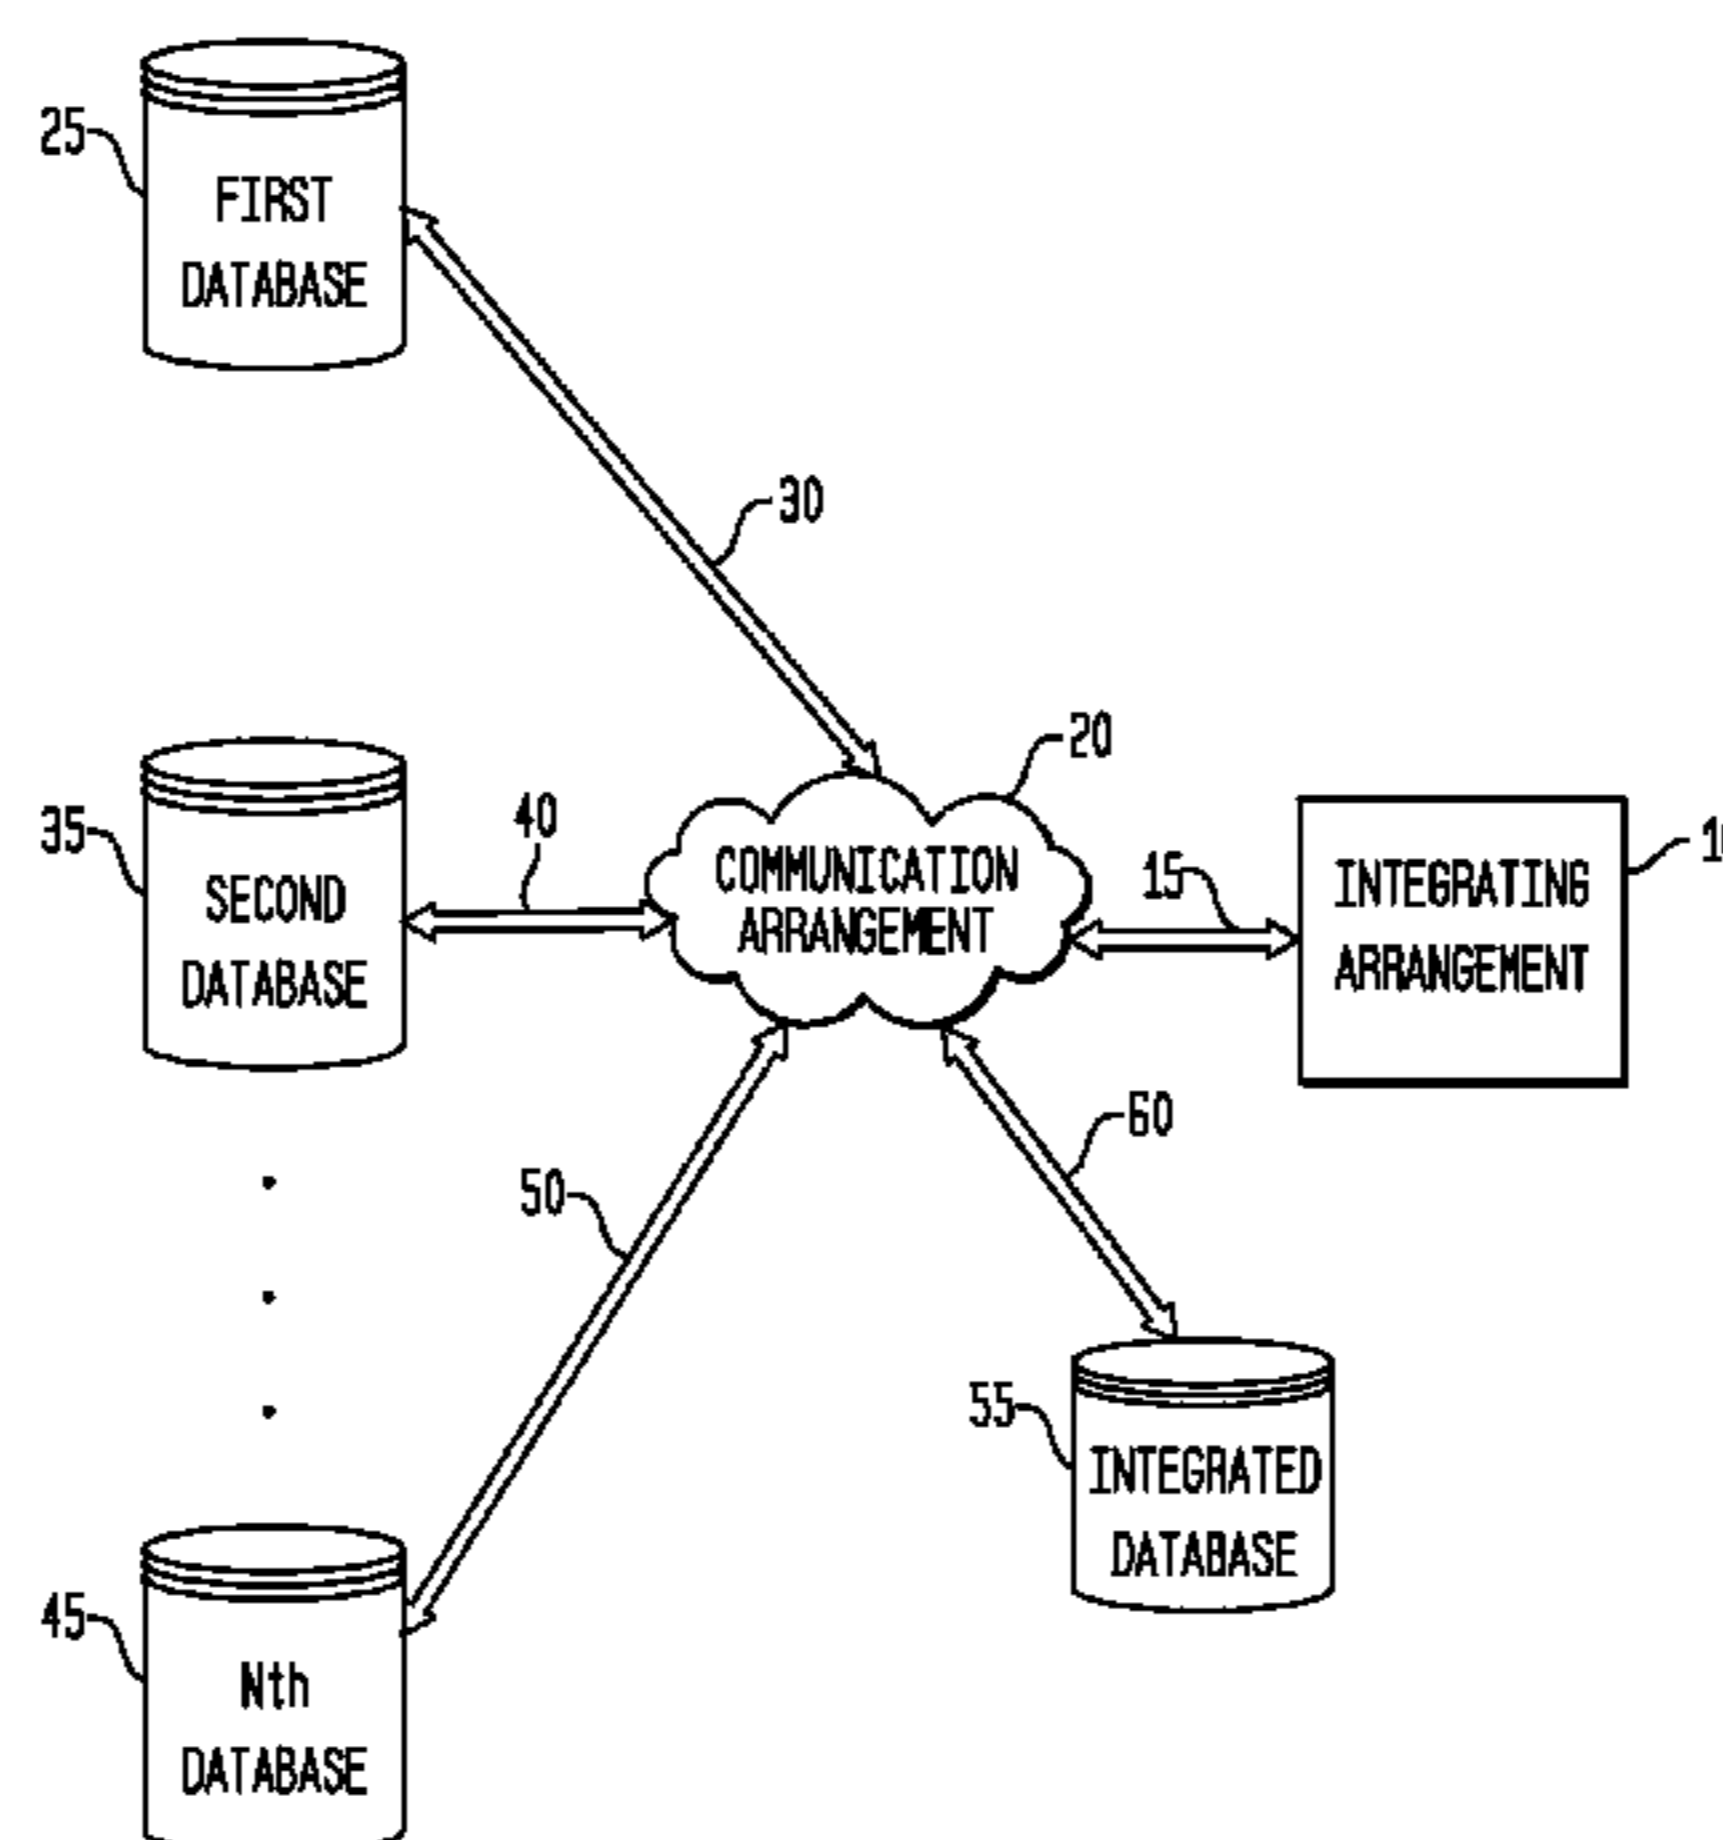 25
FIRST
DATABASE
30
20
35
SECOND
DATABASE
40
COMMUNICATION
ARRANGEMENT
15
INTEGRATING
ARRANGEMENT
50
60
55
INTEGRATED
DATABASE
45
Nth
DATABASE